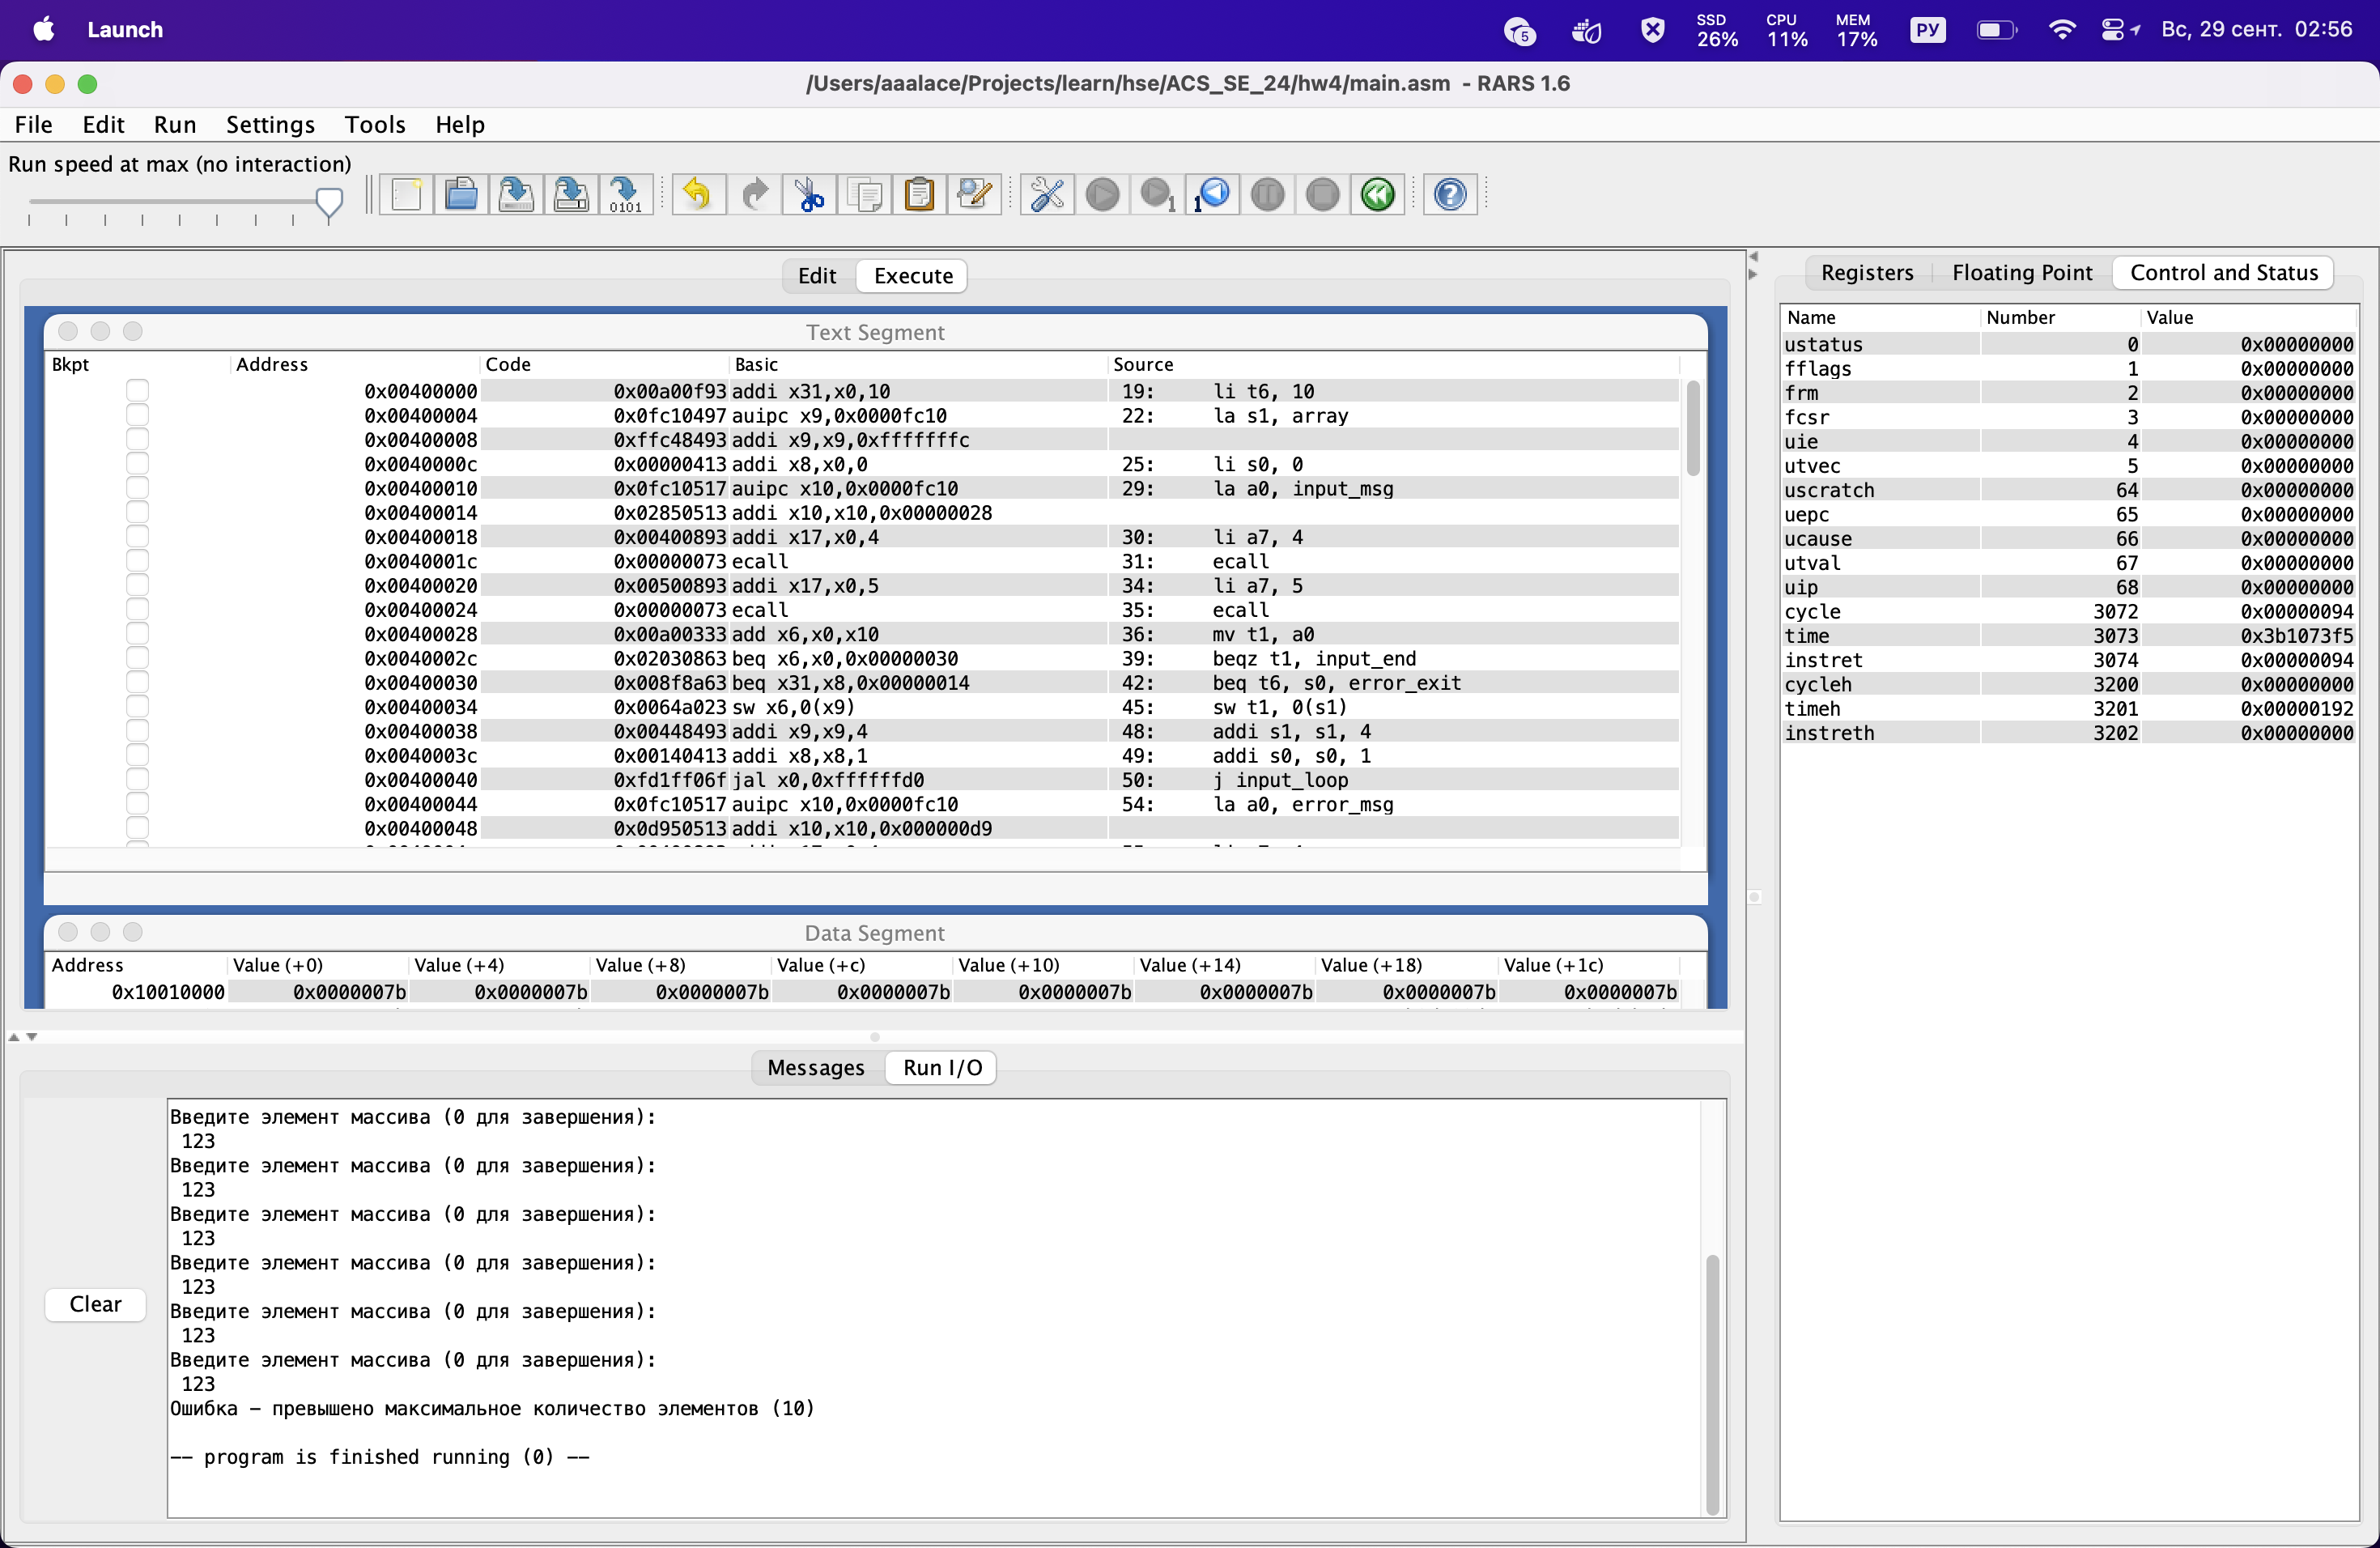 Launch
5
SSD 26%
CPU 11%
MEM 17%
РУ
Вс, 29 сент. 02:56
/Users/aaalace/Projects/learn/hse/ACS_SE_24/hw4/main.asm - RARS 1.6
File Edit Run Settings Tools Help
Run speed at max (no interaction)
0101
1
1
Edit Execute
Text Segment
Bkpt Address Code Basic Source
0x00400000 0x00a00f93 addi x31,x0,10 19: li t6, 10
0x00400004 0x0fc10497 auipc x9,0x0000fc10 22: la s1, array
0x00400008 0xffc48493 addi x9,x9,0xfffffffc
0x0040000c 0x00000413 addi x8,x0,0 25: li s0, 0
0x00400010 0x0fc10517 auipc x10,0x0000fc10 29: la a0, input_msg
0x00400014 0x02850513 addi x10,x10,0x00000028
0x00400018 0x00400893 addi x17,x0,4 30: li a7, 4
0x0040001c 0x00000073 ecall 31: ecall
0x00400020 0x00500893 addi x17,x0,5 34: li a7, 5
0x00400024 0x00000073 ecall 35: ecall
0x00400028 0x00a00333 add x6,x0,x10 36: mv t1, a0
0x0040002c 0x02030863 beq x6,x0,0x00000030 39: beqz t1, input_end
0x00400030 0x008f8a63 beq x31,x8,0x00000014 42: beq t6, s0, error_exit
0x00400034 0x0064a023 sw x6,0(x9) 45: sw t1, 0(s1)
0x00400038 0x00448493 addi x9,x9,4 48: addi s1, s1, 4
0x0040003c 0x00140413 addi x8,x8,1 49: addi s0, s0, 1
0x00400040 0xfd1ff06f jal x0,0xffffffd0 50: j input_loop
0x00400044 0x0fc10517 auipc x10,0x0000fc10 54: la a0, error_msg
0x00400048 0x0d950513 addi x10,x10,0x000000d9
Data Segment
Address Value (+0) Value (+4) Value (+8) Value (+c) Value (+10) Value (+14) Value (+18) Value (+1c)
0x10010000 0x0000007b 0x0000007b 0x0000007b 0x0000007b 0x0000007b 0x0000007b 0x0000007b 0x0000007b
Messages Run I/O
Clear
Введите элемент массива (0 для завершения):
123
Введите элемент массива (0 для завершения):
123
Введите элемент массива (0 для завершения):
123
Введите элемент массива (0 для завершения):
123
Введите элемент массива (0 для завершения):
123
Введите элемент массива (0 для завершения):
123
Ошибка – превышено максимальное количество элементов (10)
-- program is finished running (0) --
Registers Floating Point Control and Status
Name Number Value
ustatus 0 0x00000000
fflags 1 0x00000000
frm 2 0x00000000
fcsr 3 0x00000000
uie 4 0x00000000
utvec 5 0x00000000
uscratch 64 0x00000000
uepc 65 0x00000000
ucause 66 0x00000000
utval 67 0x00000000
uip 68 0x00000000
cycle 3072 0x00000094
time 3073 0x3b1073f5
instret 3074 0x00000094
cycleh 3200 0x00000000
timeh 3201 0x00000192
instreth 3202 0x00000000